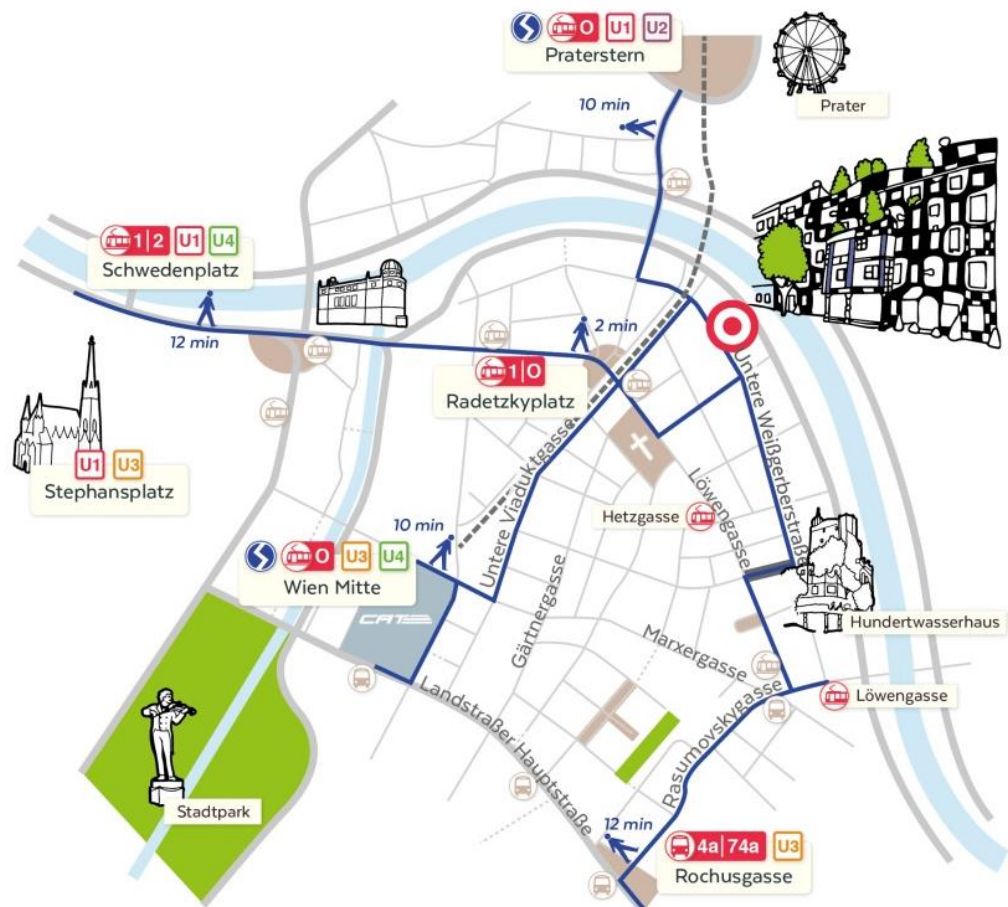 O U1 U2
Praterstern
10 min
Prater
1|2 U1 U4
Schwedenplatz
12 min
2 min
1|O
Radetzkyplatz
Untere Weißgerberstraße
U1 U3
Stephansplatz
Untere Viaduktgasse
Löwengasse
Hetzgasse
10 min
O U3 U4
Wien Mitte
CAT
Gärtnergasse
Hundertwasserhaus
Marxergasse
Löwengasse
Landstraßer Hauptstraße
Rasumovskygasse
Stadtpark
12 min
4a|74a U3
Rochusgasse